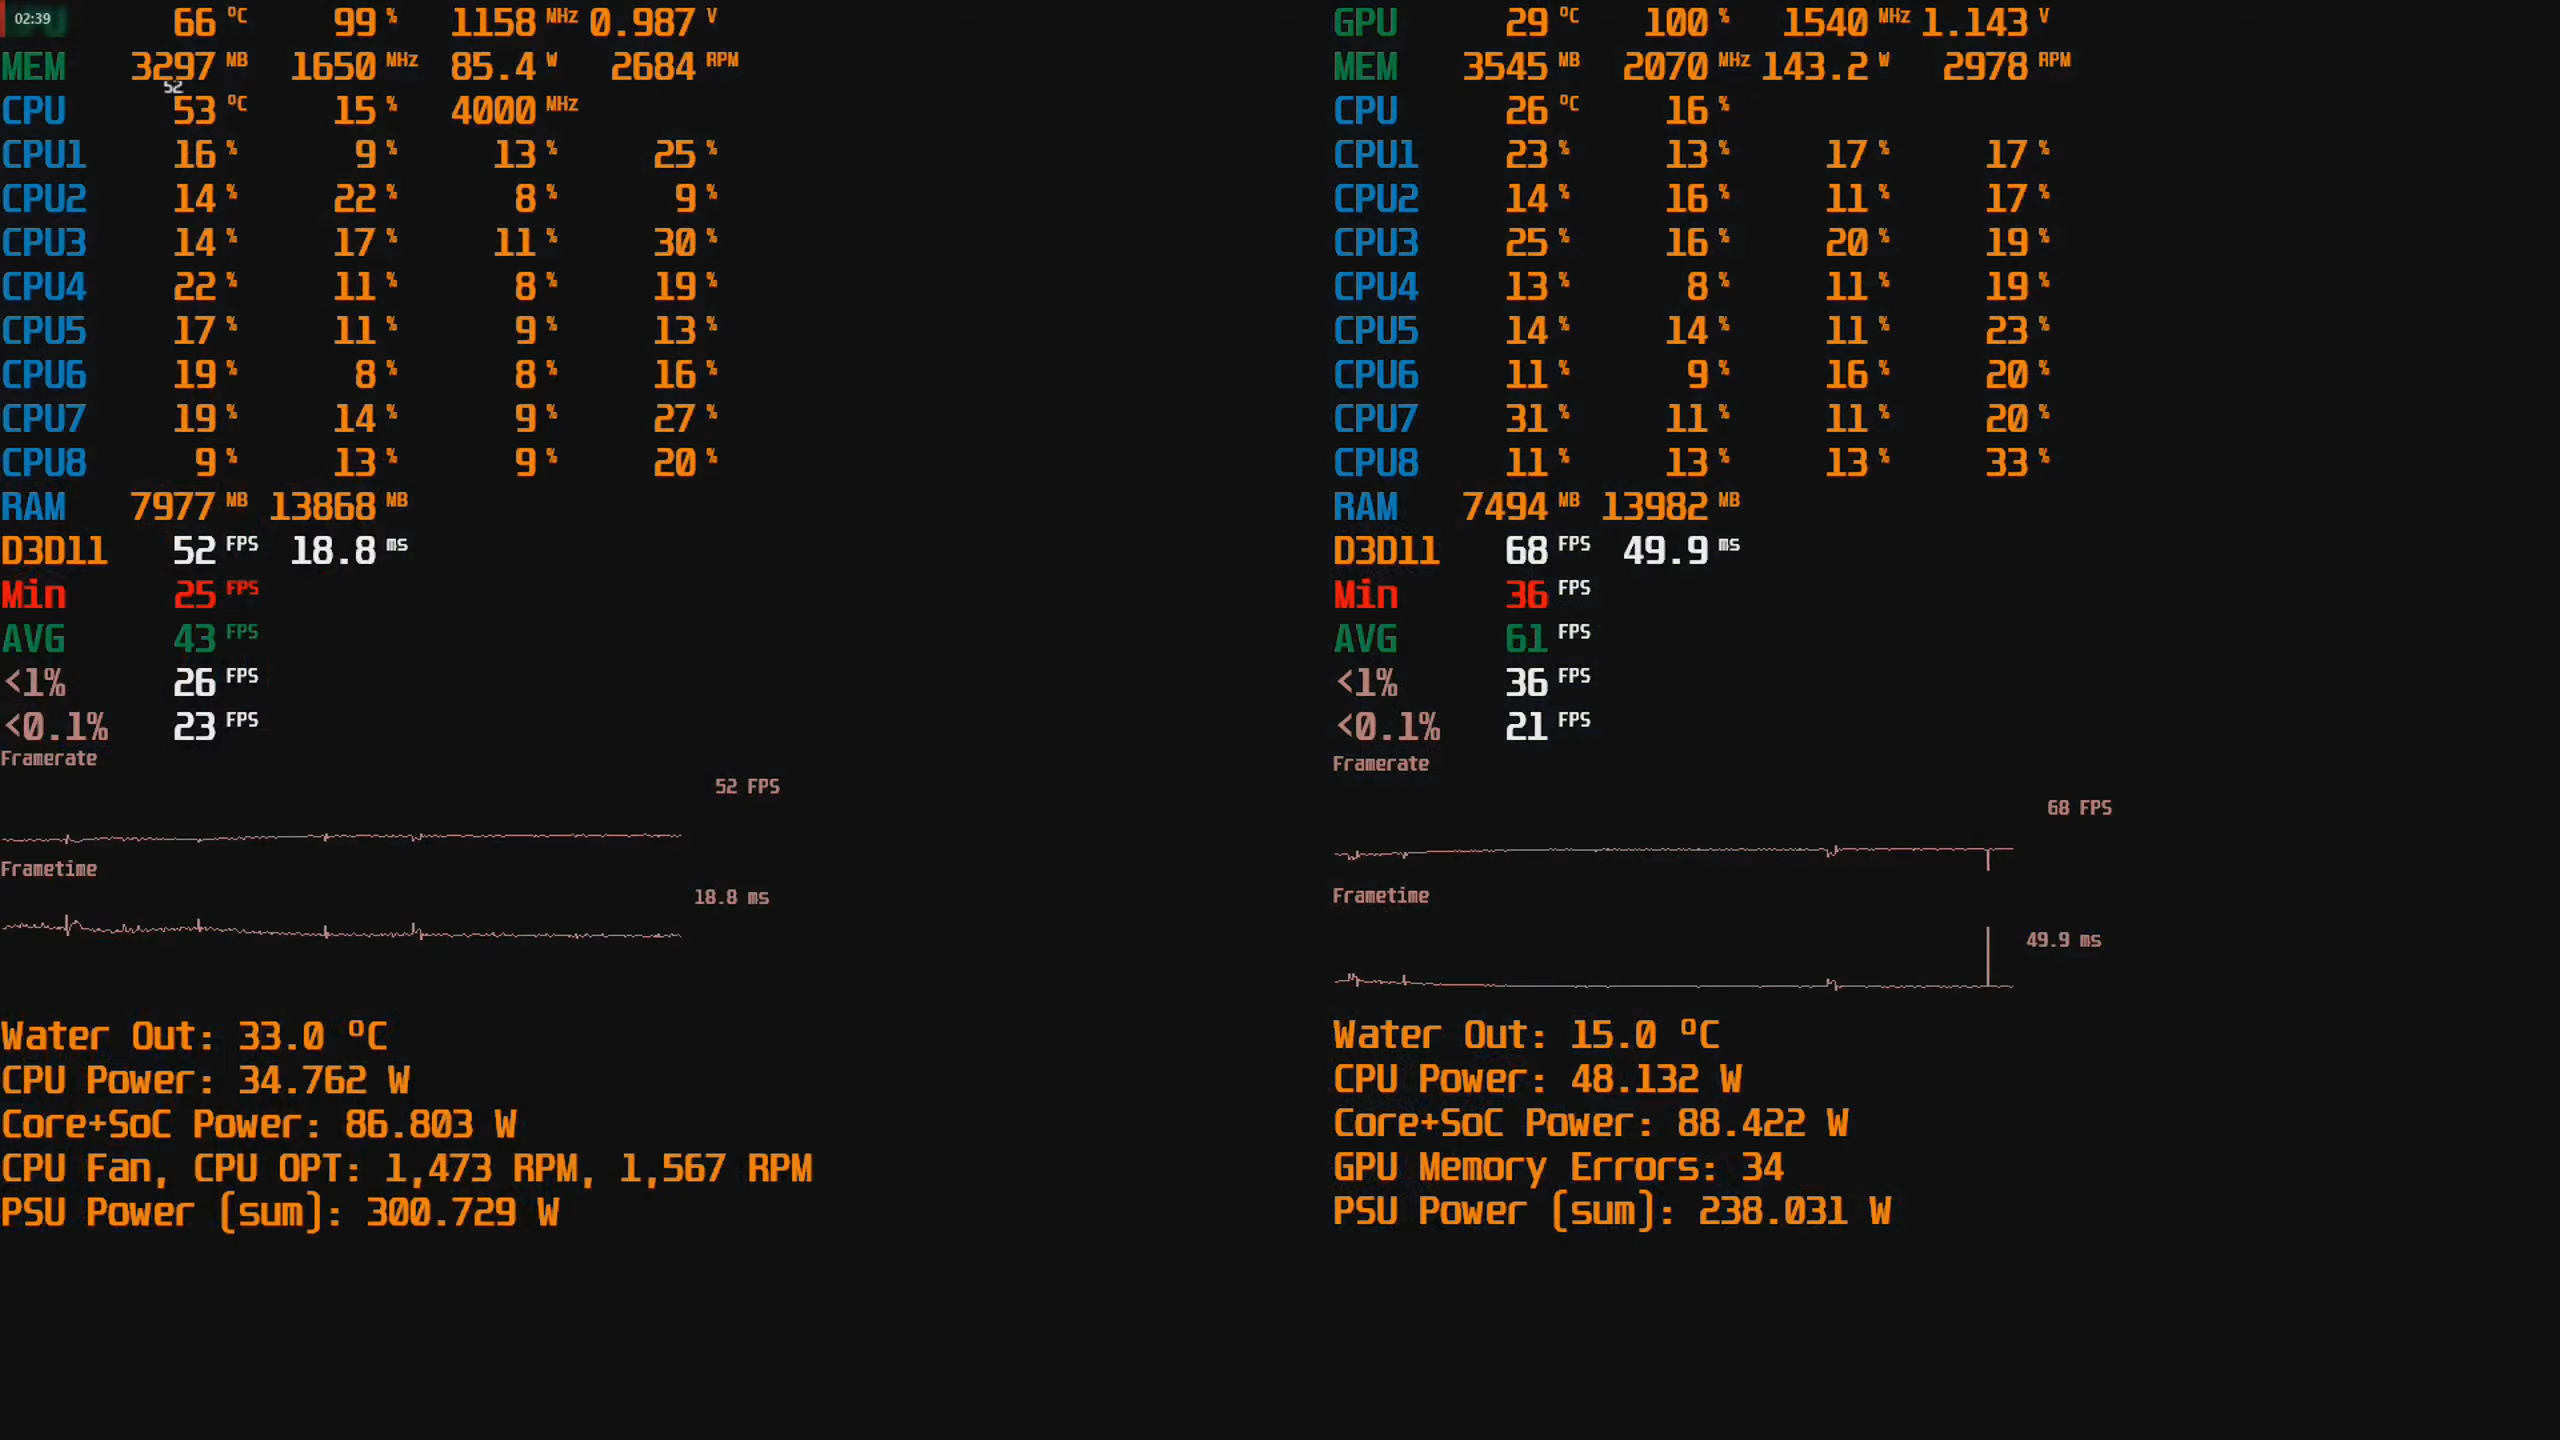 02:39
66 ºC 99 % 1158 MHz 0.987 V
MEM 3297 MB 1650 MHz 85.4 W 2684 RPM
52
CPU 53 ºC 15 % 4000 MHz
CPU1 16 % 9 % 13 % 25 %
CPU2 14 % 22 % 8 % 9 %
CPU3 14 % 17 % 11 % 30 %
CPU4 22 % 11 % 8 % 19 %
CPU5 17 % 11 % 9 % 13 %
CPU6 19 % 8 % 8 % 16 %
CPU7 19 % 14 % 9 % 27 %
CPU8 9 % 13 % 9 % 20 %
RAM 7977 MB 13868 MB
D3D11 52 FPS 18.8 ms
Min 25 FPS
AVG 43 FPS
<1% 26 FPS
<0.1% 23 FPS
Framerate
52 FPS
Frametime
18.8 ms
Water Out: 33.0 ºC
CPU Power: 34.762 W
Core+SoC Power: 86.803 W
CPU Fan, CPU OPT: 1,473 RPM, 1,567 RPM
PSU Power (sum): 300.729 W
GPU 29 ºC 100 % 1540 MHz 1.143 V
MEM 3545 MB 2070 MHz 143.2 W 2978 RPM
CPU 26 ºC 16 %
CPU1 23 % 13 % 17 % 17 %
CPU2 14 % 16 % 11 % 17 %
CPU3 25 % 16 % 20 % 19 %
CPU4 13 % 8 % 11 % 19 %
CPU5 14 % 14 % 11 % 23 %
CPU6 11 % 9 % 16 % 20 %
CPU7 31 % 11 % 11 % 20 %
CPU8 11 % 13 % 13 % 33 %
RAM 7494 MB 13982 MB
D3D11 68 FPS 49.9 ms
Min 36 FPS
AVG 61 FPS
<1% 36 FPS
<0.1% 21 FPS
Framerate
68 FPS
Frametime
49.9 ms
Water Out: 15.0 ºC
CPU Power: 48.132 W
Core+SoC Power: 88.422 W
GPU Memory Errors: 34
PSU Power (sum): 238.031 W